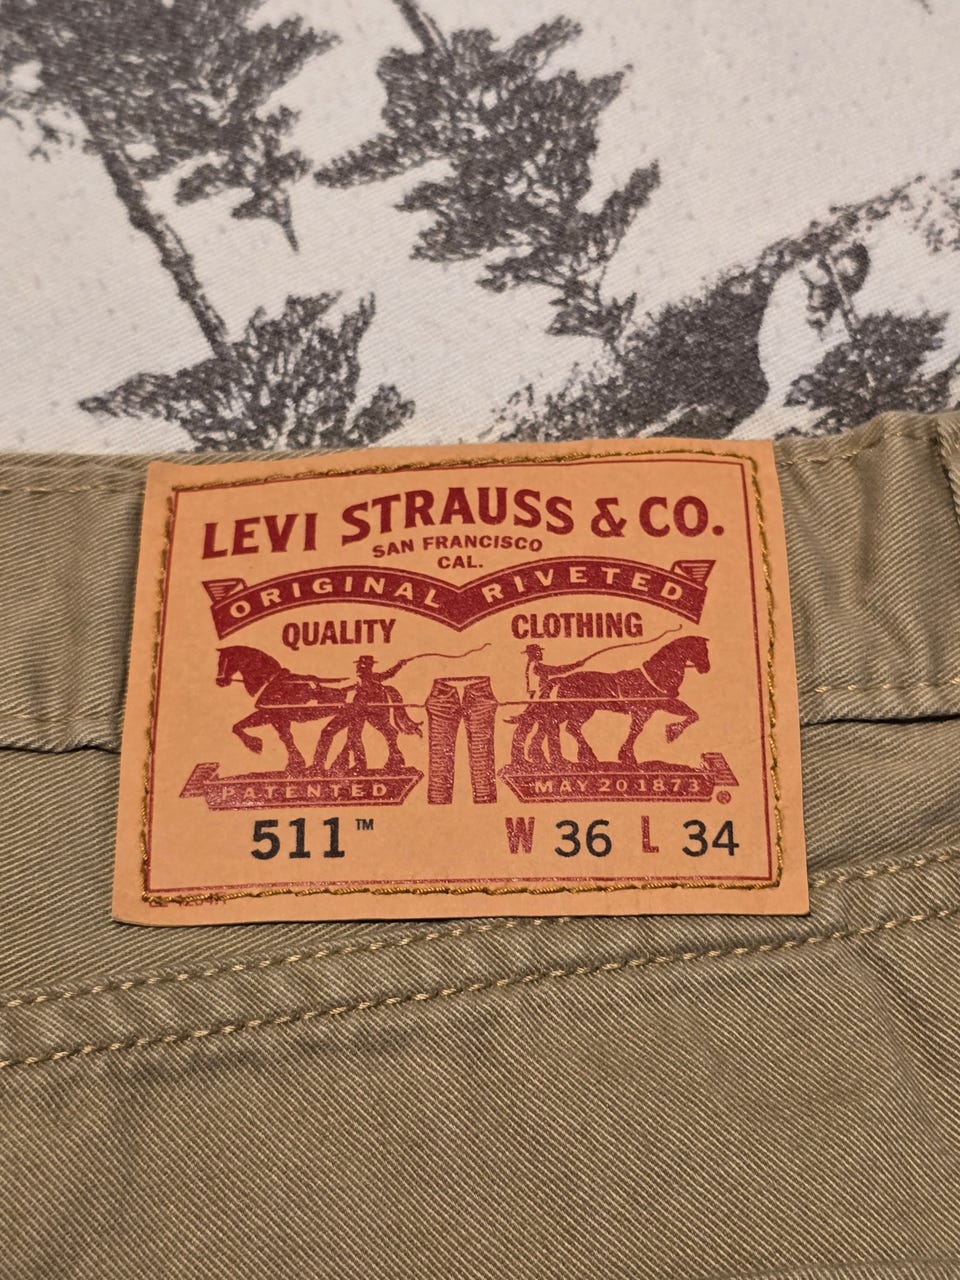 LEVI STRAUSS & CO.
SAN FRANCISCO
CAL.
ORIGINAL RIVETED
QUALITY CLOTHING
PATENTED MAY 20 1873 ®
511™ W 36 L 34